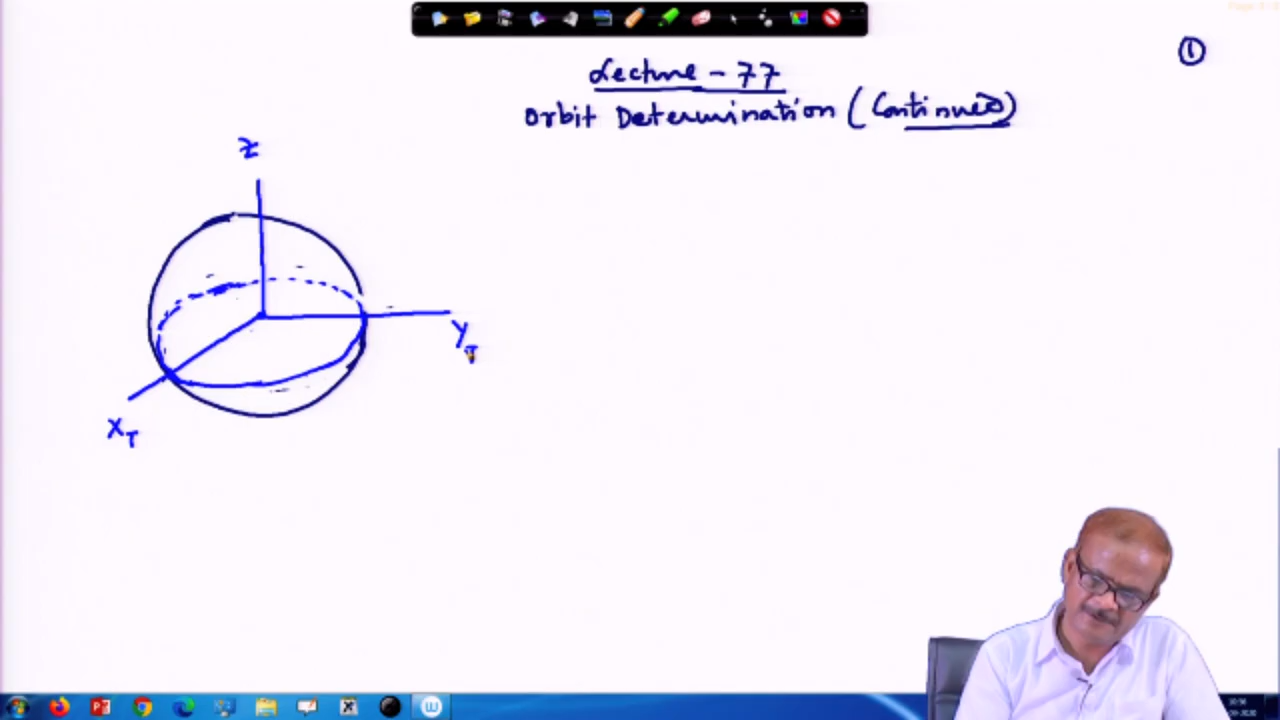 ①
Lecture - 77
Orbit Determination (Continued)
Z
Y_T
X_T